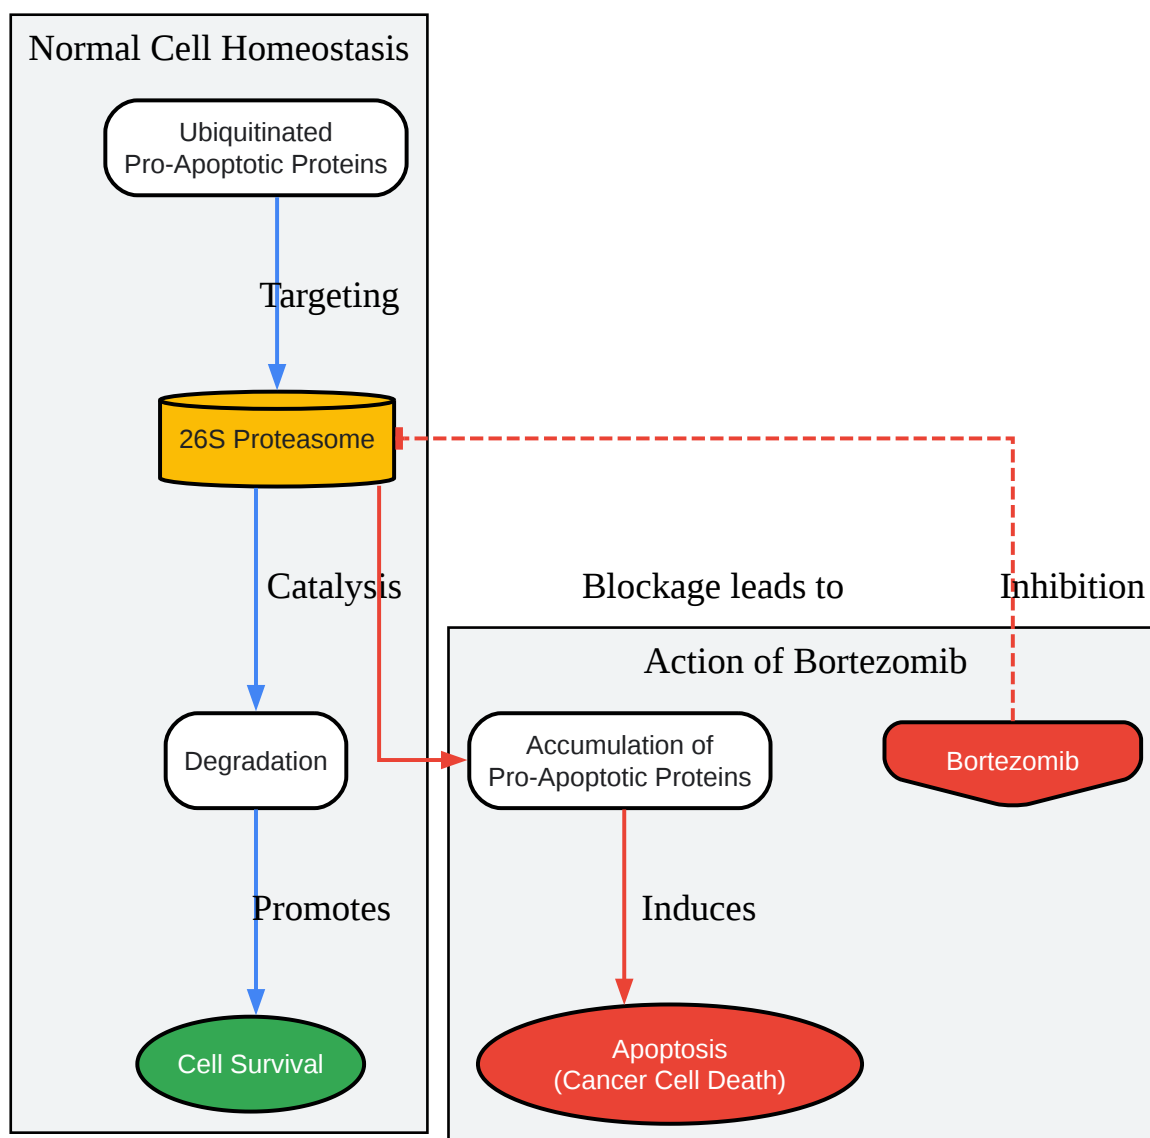 Normal Cell Homeostasis
Ubiquitinated
Pro-Apoptotic Proteins
Targeting
26S Proteasome
Catalysis
Blockage leads to
Inhibition
Action of Bortezomib
Degradation
Accumulation of
Pro-Apoptotic Proteins
Bortezomib
Promotes
Induces
Cell Survival
Apoptosis
(Cancer Cell Death)